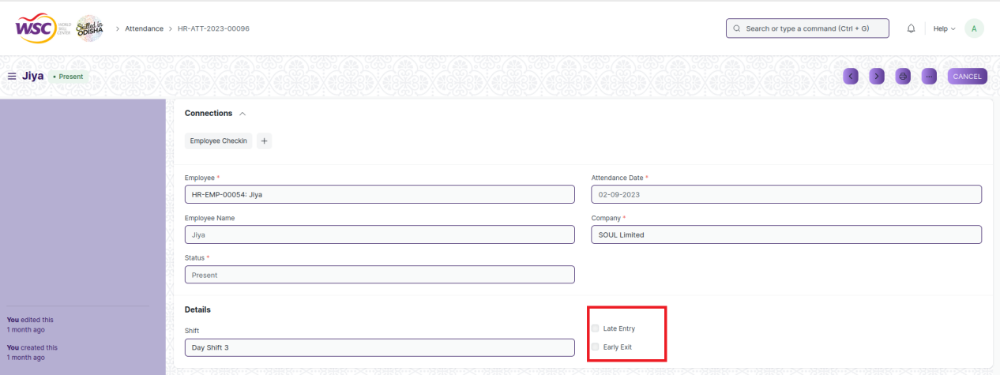 WSC WORLD SKILL CENTER Skilled in ODISHA > Attendance > HR-ATT-2023-00096 Search or type a command (Ctrl + G) Help A
Jiya • Present CANCEL
Connections
Employee Checkin +
Employee * Attendance Date *
HR-EMP-00054: Jiya 02-09-2023
Employee Name Company *
Jiya SOUL Limited
Status *
Present
Details
Late Entry
Shift
Day Shift 3 Early Exit
You edited this
1 month ago
You created this
1 month ago